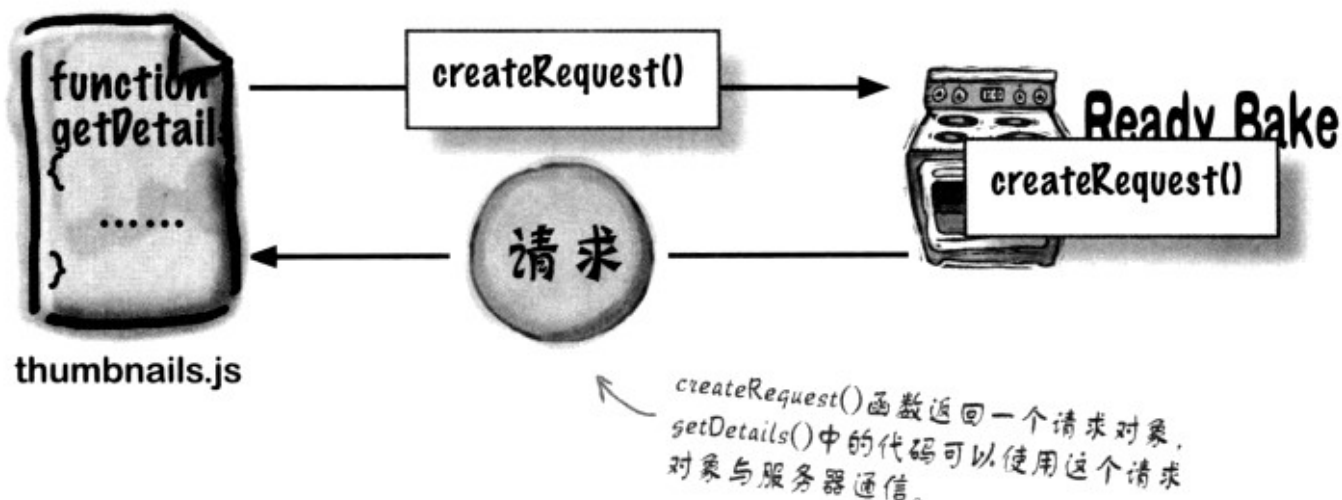 function
getDetails
{
......
}
thumbnails.js
createRequest()
请求
Ready Bake
createRequest()
createRequest()函数返回一个请求对象,
getDetails()中的代码可以使用这个请求
对象与服务器通信。